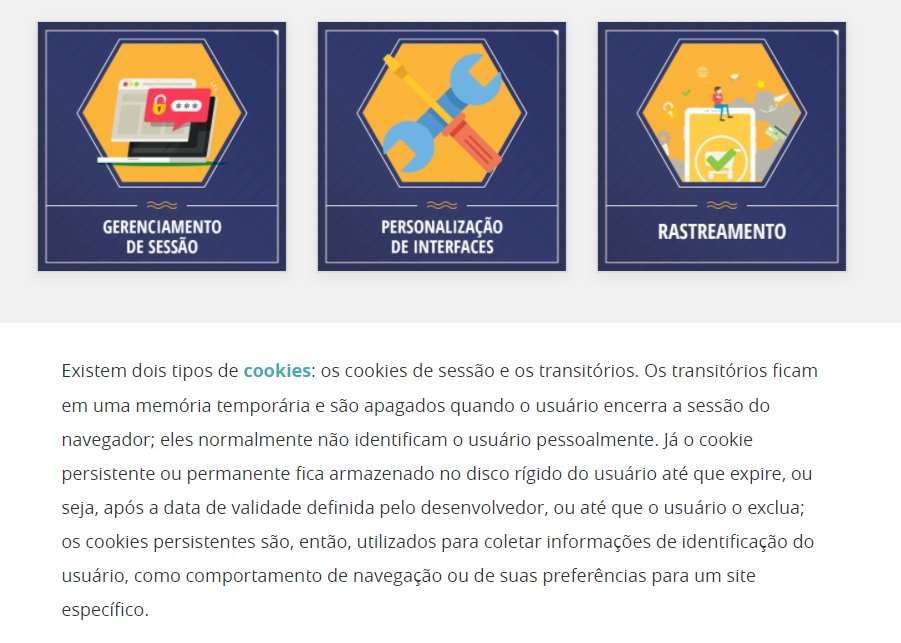 GERENCIAMENTO
DE SESSÃO
PERSONALIZAÇÃO
DE INTERFACES
RASTREAMENTO
Existem dois tipos de cookies: os cookies de sessão e os transitórios. Os transitórios ficam
em uma memória temporária e são apagados quando o usuário encerra a sessão do
navegador; eles normalmente não identificam o usuário pessoalmente. Já o cookie
persistente ou permanente fica armazenado no disco rígido do usuário até que expire, ou
seja, após a data de validade definida pelo desenvolvedor, ou até que o usuário o exclua;
os cookies persistentes são, então, utilizados para coletar informações de identificação do
usuário, como comportamento de navegação ou de suas preferências para um site
específico.